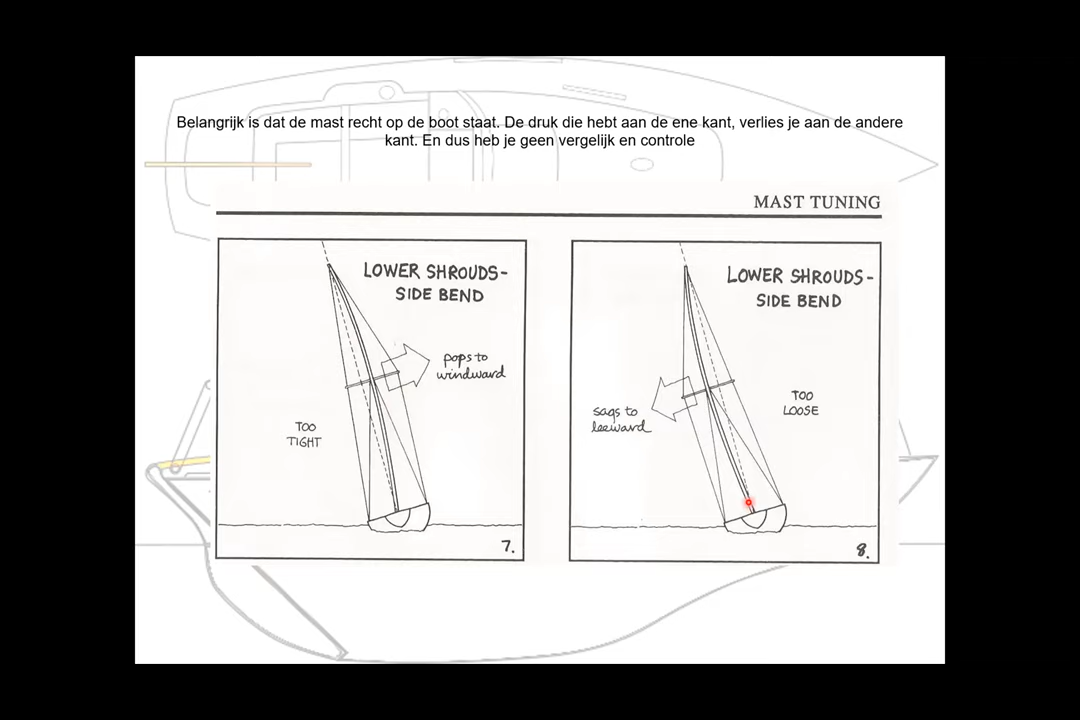 Belangrijk is dat de mast recht op de boot staat. De druk die hebt aan de ene kant, verlies je aan de andere
kant. En dus heb je geen vergelijk en controle
MAST TUNING
LOWER SHROUDS-
SIDE BEND
pops to
windward
TOO
TIGHT
7.
LOWER SHROUDS-
SIDE BEND
sags to
leeward
TOO
LOOSE
8.